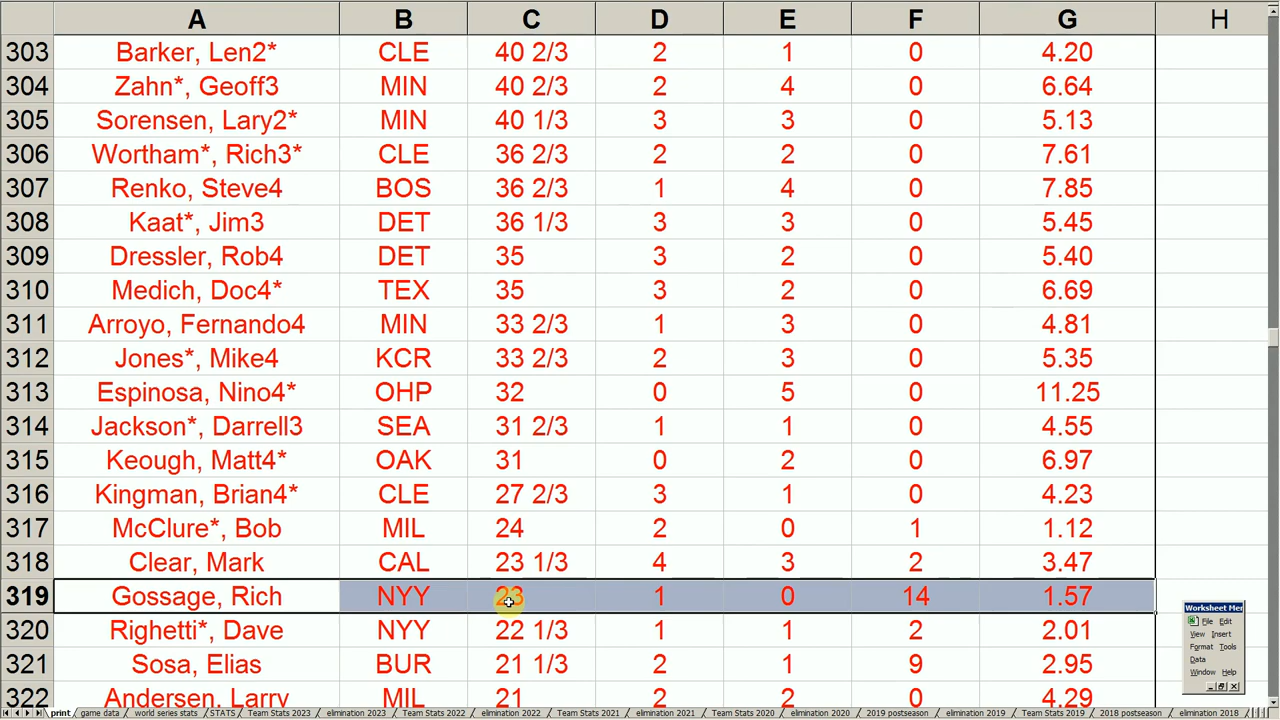 A B C D E F G H
303 Barker, Len2* CLE 40 2/3 2 1 0 4.20
304 Zahn*, Geoff3 MIN 40 2/3 2 4 0 6.64
305 Sorensen, Lary2* MIN 40 1/3 3 3 0 5.13
306 Wortham*, Rich3* CLE 36 2/3 2 2 0 7.61
307 Renko, Steve4 BOS 36 2/3 1 4 0 7.85
308 Kaat*, Jim3 DET 36 1/3 3 3 0 5.45
309 Dressler, Rob4 DET 35 3 2 0 5.40
310 Medich, Doc4* TEX 35 3 2 0 6.69
311 Arroyo, Fernando4 MIN 33 2/3 1 3 0 4.81
312 Jones*, Mike4 KCR 33 2/3 2 3 0 5.35
313 Espinosa, Nino4* OHP 32 0 5 0 11.25
314 Jackson*, Darrell3 SEA 31 2/3 1 1 0 4.55
315 Keough, Matt4* OAK 31 0 2 0 6.97
316 Kingman, Brian4* CLE 27 2/3 3 1 0 4.23
317 McClure*, Bob MIL 24 2 0 1 1.12
318 Clear, Mark CAL 23 1/3 4 3 2 3.47
319 Gossage, Rich NYY 23 1 0 14 1.57
320 Righetti*, Dave NYY 22 1/3 1 1 2 2.01
321 Sosa, Elias BUR 21 1/3 2 1 9 2.95
322 Andersen, Larry MIL 21 2 2 0 4.29
Worksheet Mer
File Edit
View Insert
Format Tools
Data
Window Help
print game data world series stats STATS Team Stats 2023 elimination 2023 Team Stats 2022 elimination 2022 Team Stats 2021 elimination 2021 Team Stats 2020 elimination 2020 2019 postseason elimination 2019 Team Stats 2019 2018 postseason elimination 2018